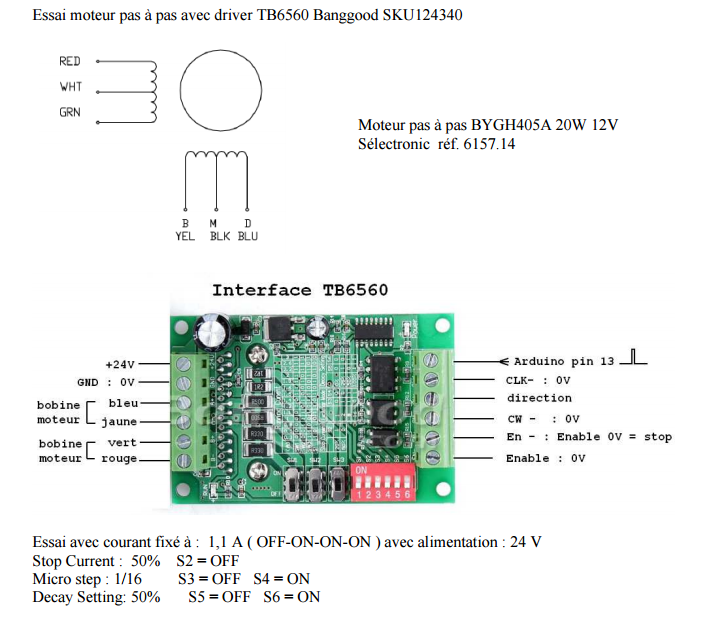 Essai moteur pas à pas avec driver TB6560 Banggood SKU124340
RED
WHT
GRN
Moteur pas à pas BYGH405A 20W 12V
Sélectronic réf. 6157.14
B M D
YEL BLK BLU
Interface TB6560
+24V
GND : 0V
bobine moteur
bleu
jaune
bobine moteur
vert
rouge
Arduino pin 13
CLK- : 0V
direction
CW - : 0V
En - : Enable 0V = stop
Enable : 0V
SW1 SW2 SW3
ON
1 2 3 4 5 6
Essai avec courant fixé à : 1,1 A ( OFF-ON-ON-ON ) avec alimentation : 24 V
Stop Current : 50% S2 = OFF
Micro step : 1/16 S3 = OFF S4 = ON
Decay Setting: 50% S5 = OFF S6 = ON